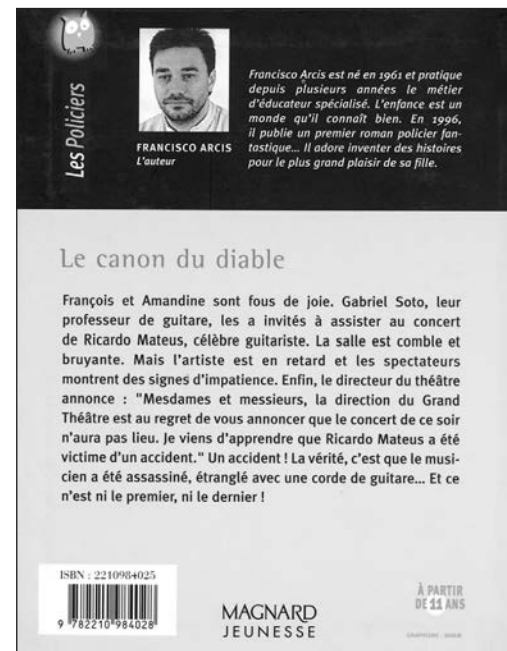 Les Policiers
FRANCISCO ARCIS
L'auteur
Francisco Arcis est né en 1961 et pratique
depuis plusieurs années le métier
d'éducateur spécialisé. L'enfance est un
monde qu'il connaît bien. En 1996,
il publie un premier roman policier fan-
tastique... Il adore inventer des histoires
pour le plus grand plaisir de sa fille.
Le canon du diable
François et Amandine sont fous de joie. Gabriel Soto, leur
professeur de guitare, les a invités à assister au concert
de Ricardo Mateus, célèbre guitariste. La salle est comble et
bruyante. Mais l'artiste est en retard et les spectateurs
montrent des signes d'impatience. Enfin, le directeur du théâtre
annonce : "Mesdames et messieurs, la direction du Grand
Théâtre est au regret de vous annoncer que le concert de ce soir
n'aura pas lieu. Je viens d'apprendre que Ricardo Mateus a été
victime d'un accident." Un accident ! La vérité, c'est que le musi-
cien a été assassiné, étranglé avec une corde de guitare... Et ce
n'est ni le premier, ni le dernier !
ISBN : 2210984025
9 782210 984028
MAGNARD
JEUNESSE
À PARTIR
DE 11 ANS